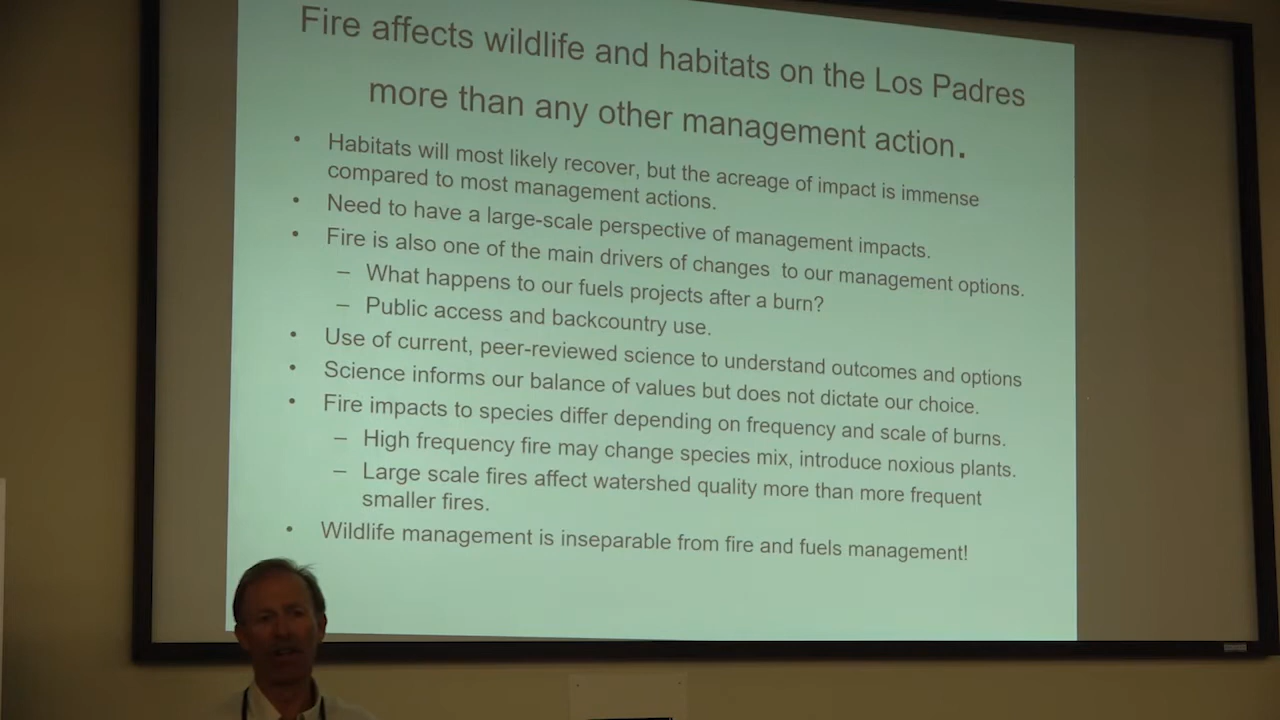 Fire affects wildlife and habitats on the Los Padres
more than any other management action.
• Habitats will most likely recover, but the acreage of impact is immense
compared to most management actions.
• Need to have a large-scale perspective of management impacts.
• Fire is also one of the main drivers of changes to our management options.
– What happens to our fuels projects after a burn?
– Public access and backcountry use.
• Use of current, peer-reviewed science to understand outcomes and options
• Science informs our balance of values but does not dictate our choice.
• Fire impacts to species differ depending on frequency and scale of burns.
– High frequency fire may change species mix, introduce noxious plants.
– Large scale fires affect watershed quality more than more frequent
smaller fires.
• Wildlife management is inseparable from fire and fuels management!